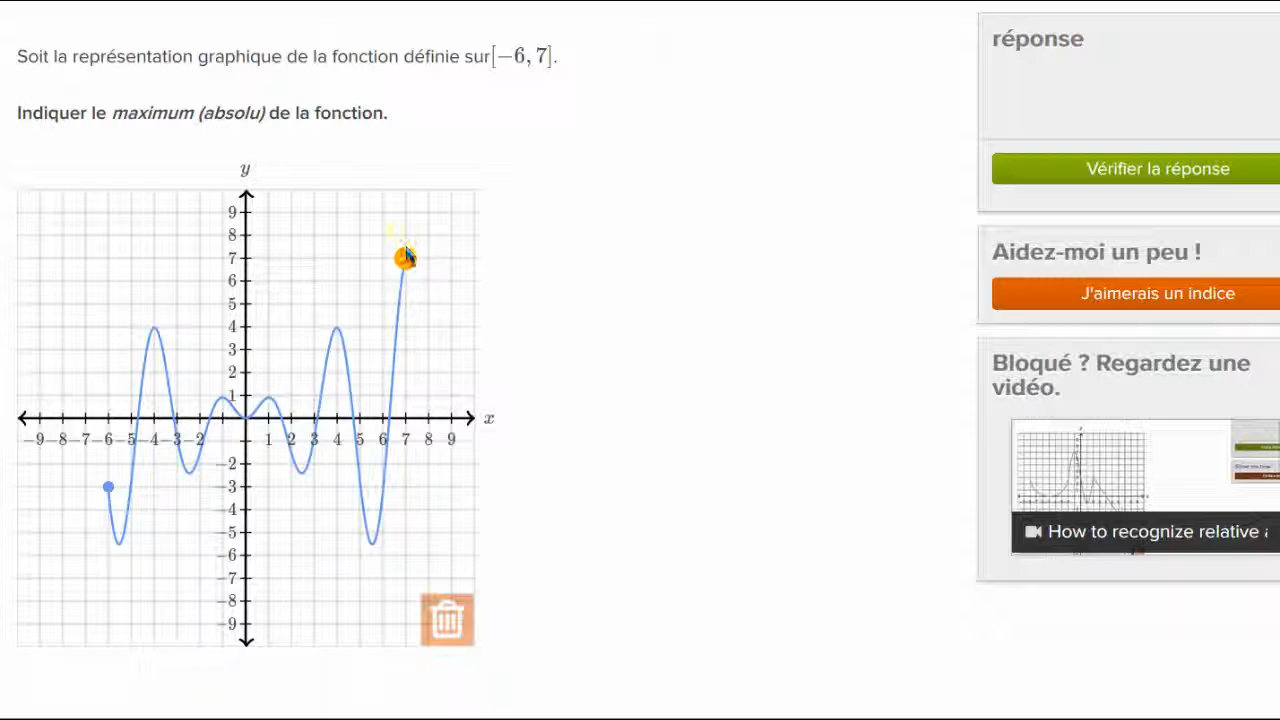 Soit la représentation graphique de la fonction définie sur[−6, 7].
Indiquer le maximum (absolu) de la fonction.
y
9
8
7
6
5
4
3
2
1
x
−9 −8 −7 −6 −5 −4 −3 −2 1 2 3 4 5 6 7 8 9
−2
−3
−4
−5
−6
−7
−8
−9
réponse
Vérifier la réponse
Aidez-moi un peu !
J'aimerais un indice
Bloqué ? Regardez une
vidéo.
How to recognize relative